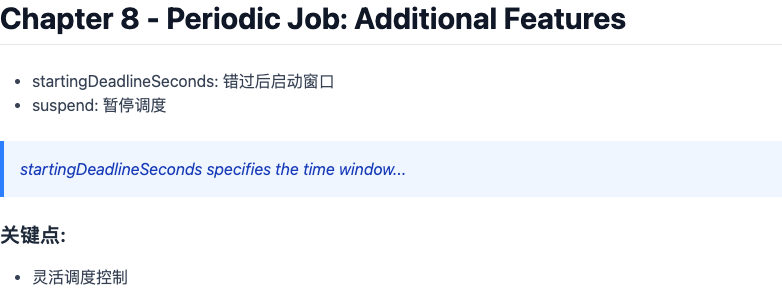 Chapter 8 - Periodic Job: Additional Features
• startingDeadlineSeconds: 错过后启动窗口
• suspend: 暂停调度
startingDeadlineSeconds specifies the time window...
关键点:
• 灵活调度控制